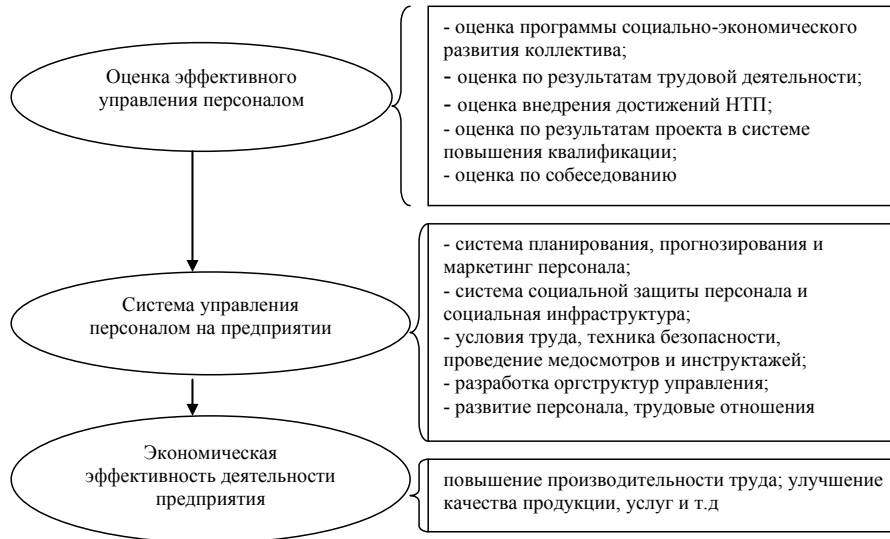 Оценка эффективного
управления персоналом
- оценка программы социально-экономического
развития коллектива;
- оценка по результатам трудовой деятельности;
- оценка внедрения достижений НТП;
- оценка по результатам проекта в системе
повышения квалификации;
- оценка по собеседованию
Система управления
персоналом на предприятии
- система планирования, прогнозирования и
маркетинг персонала;
- система социальной защиты персонала и
социальная инфраструктура;
- условия труда, техника безопасности,
проведение медосмотров и инструктажей;
- разработка оргструктур управления;
- развитие персонала, трудовые отношения
Экономическая
эффективность деятельности
предприятия
повышение производительности труда; улучшение
качества продукции, услуг и т.д